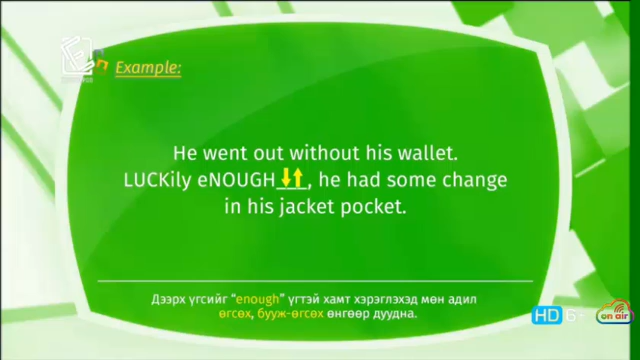 Example:
He went out without his wallet.
LUCKily eNOUGH__, he had some change
in his jacket pocket.
Дээрх үгсийг “enough” үгтэй хамт хэрэглэхэд мөн адил
өгсөх, бууж-өгсөх өнгөөр дуудна.
HD 6+
on air